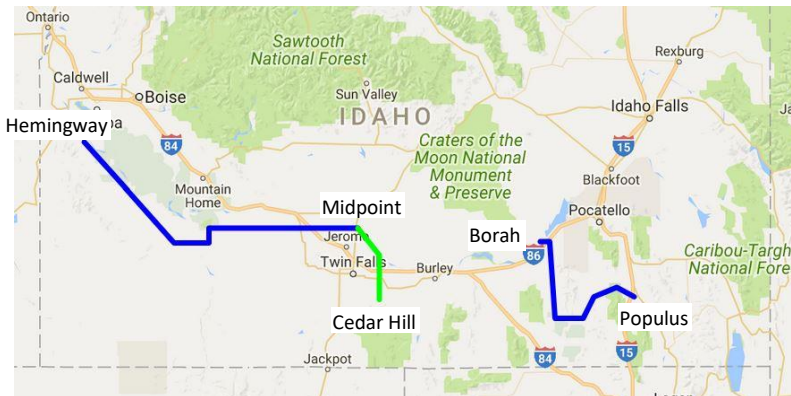 Ontario
Sawtooth
National Forest
Rexburg
Caldwell
Boise
Sun Valley
IDAHO
Idaho Falls
Hemingway
84
Craters of the
Moon National
Monument
& Preserve
15
Mountain
Home
Blackfoot
Midpoint
Pocatello
Jerome
Borah
86
Caribou-Targh
National Fore
Twin Falls
Burley
Cedar Hill
Populus
Jackpot
84
15